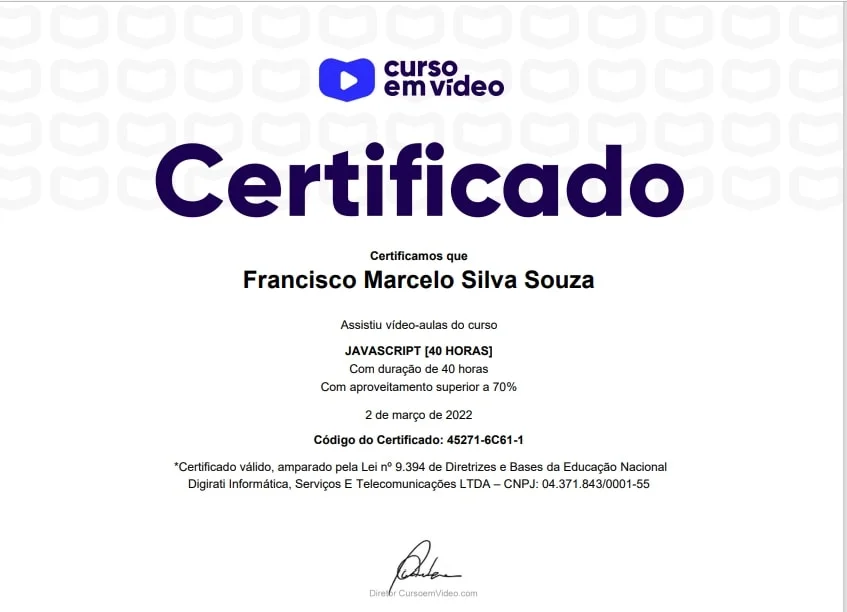 curso
em vídeo
Certificado
Certificamos que
Francisco Marcelo Silva Souza
Assistiu vídeo-aulas do curso
JAVASCRIPT [40 HORAS]
Com duração de 40 horas
Com aproveitamento superior a 70%
2 de março de 2022
Código do Certificado: 45271-6C61-1
*Certificado válido, amparado pela Lei nº 9.394 de Diretrizes e Bases da Educação Nacional
Digirati Informática, Serviços E Telecomunicações LTDA – CNPJ: 04.371.843/0001-55
Diretor CursoemVideo.com